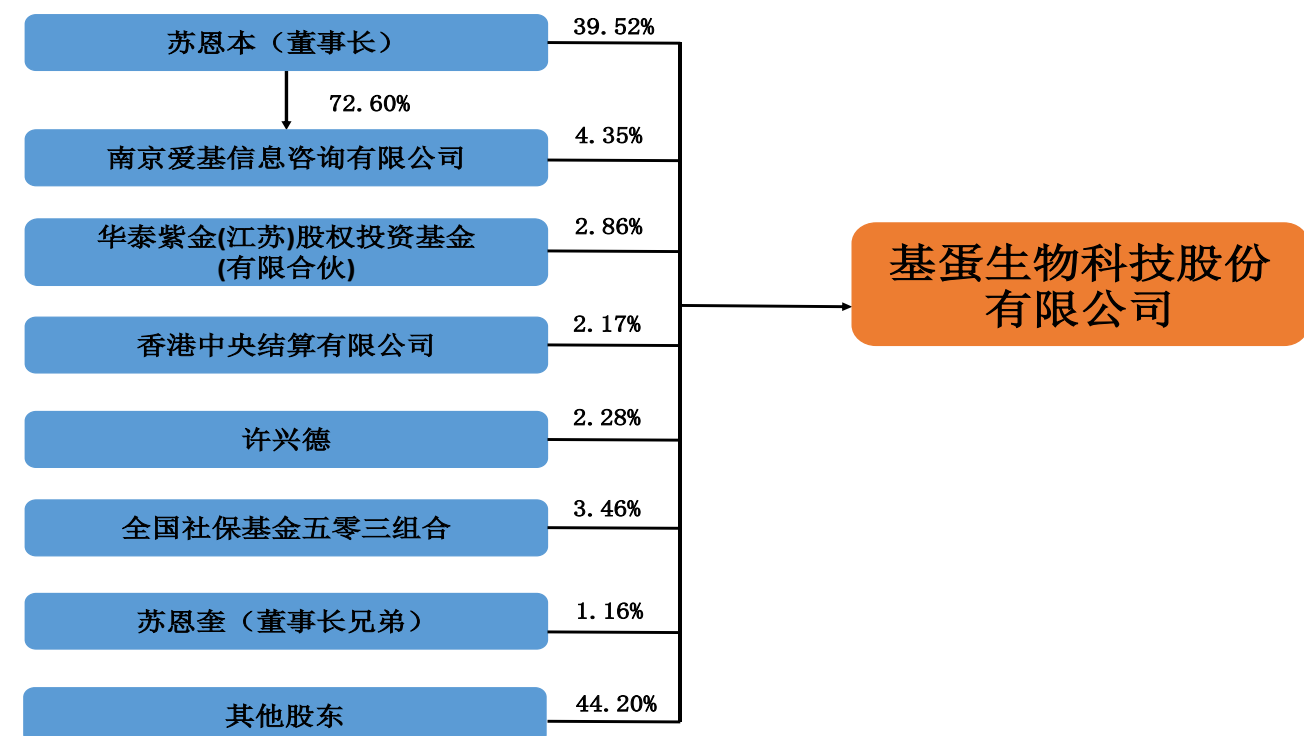 苏恩本（董事长）
39.52%
72.60%
南京爱基信息咨询有限公司
4.35%
华泰紫金(江苏)股权投资基金
(有限合伙)
2.86%
香港中央结算有限公司
2.17%
许兴德
2.28%
全国社保基金五零三组合
3.46%
苏恩奎（董事长兄弟）
1.16%
其他股东
44.20%
基蛋生物科技股份
有限公司